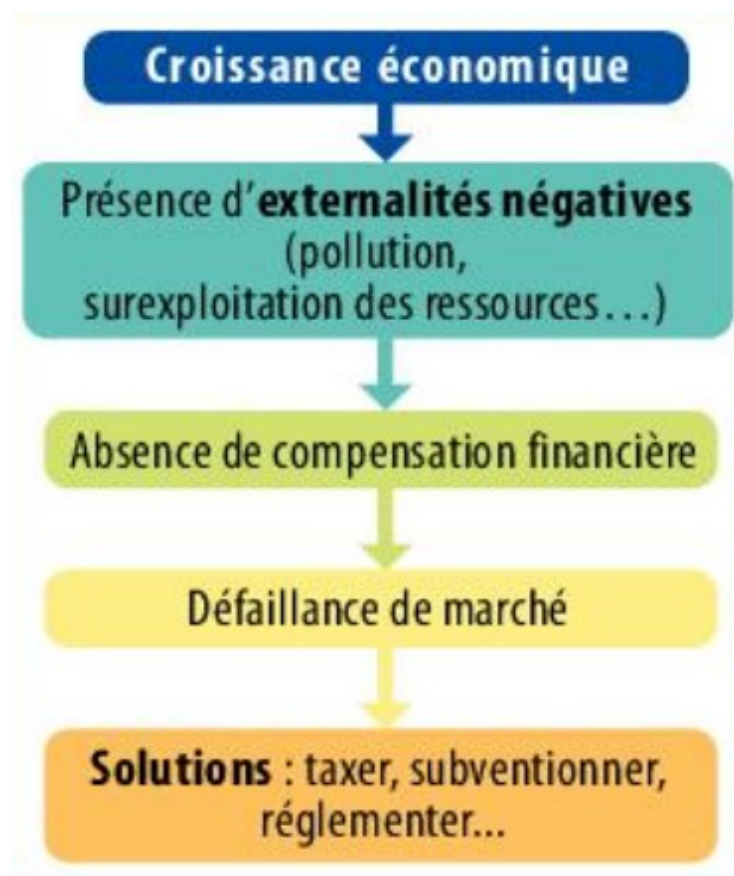 Croissance économique
Présence d'externalités négatives
(pollution,
surexploitation des ressources...)
Absence de compensation financière
Défaillance de marché
Solutions : taxer, subventionner,
réglementer...